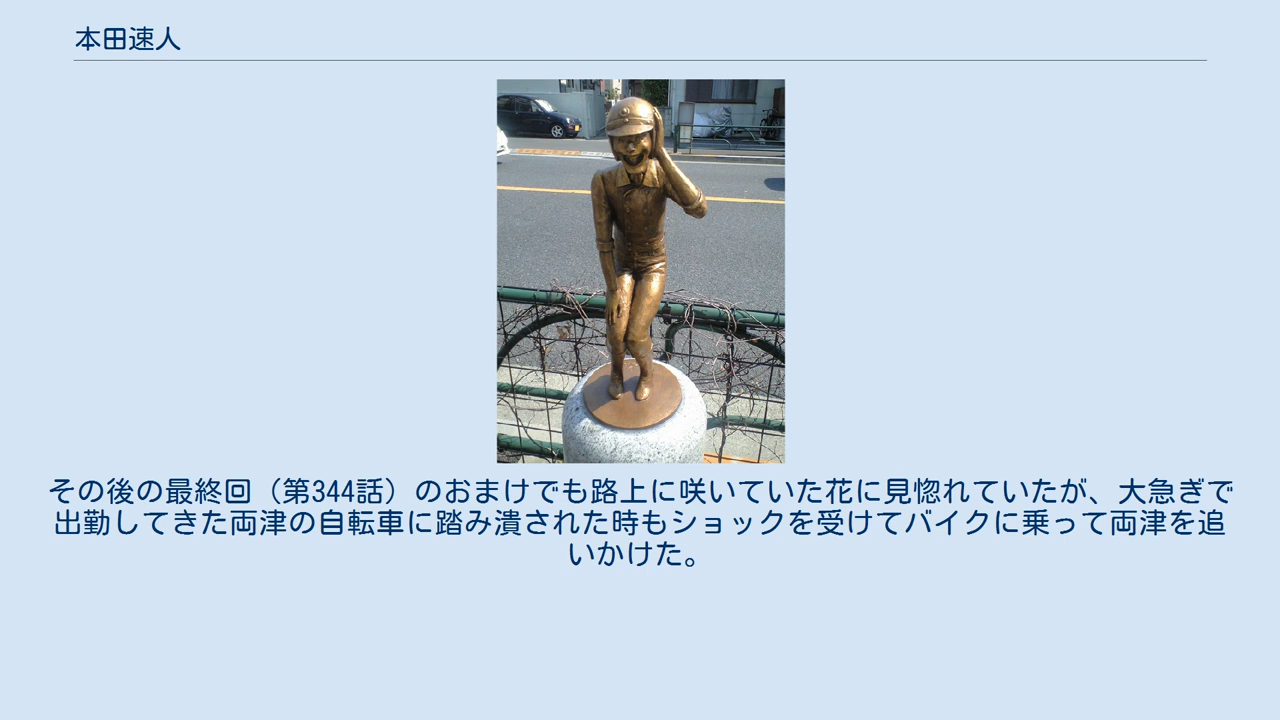 本田速人
その後の最終回（第344話）のおまけでも路上に咲いていた花に見惚れていたが、大急ぎで
出勤してきた両津の自転車に踏み潰された時もショックを受けてバイクに乗って両津を追
いかけた。